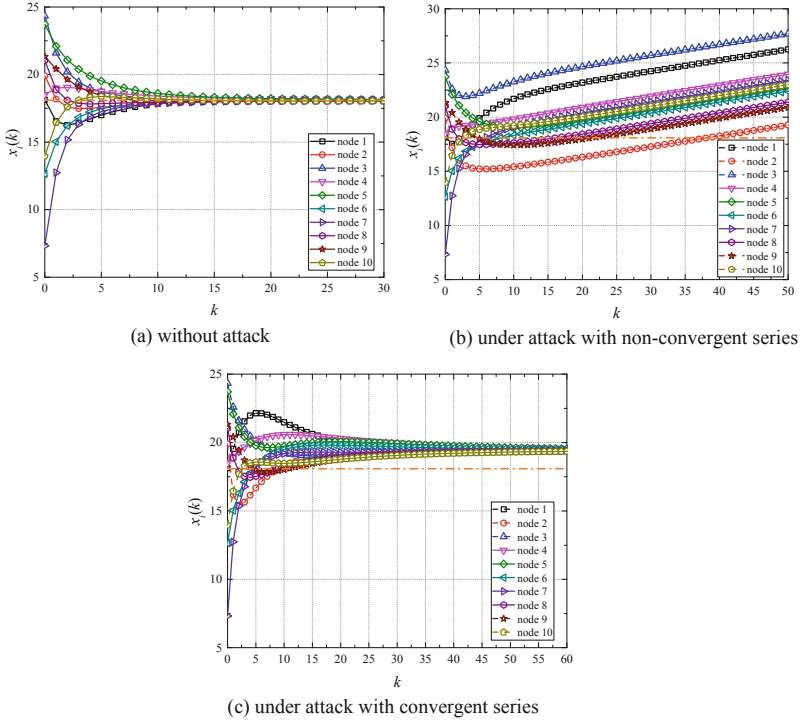 25
20
15
10
5
x_i(k)
0 5 10 15 20 25 30
k
node 1
node 2
node 3
node 4
node 5
node 6
node 7
node 8
node 9
node 10
(a) without attack
30
25
20
15
10
5
x_i(k)
0 5 10 15 20 25 30 35 40 45 50
k
node 1
node 2
node 3
node 4
node 5
node 6
node 7
node 8
node 9
node 10
(b) under attack with non-convergent series
25
20
15
10
5
x_i(k)
0 5 10 15 20 25 30 35 40 45 50 55 60
k
node 1
node 2
node 3
node 4
node 5
node 6
node 7
node 8
node 9
node 10
(c) under attack with convergent series